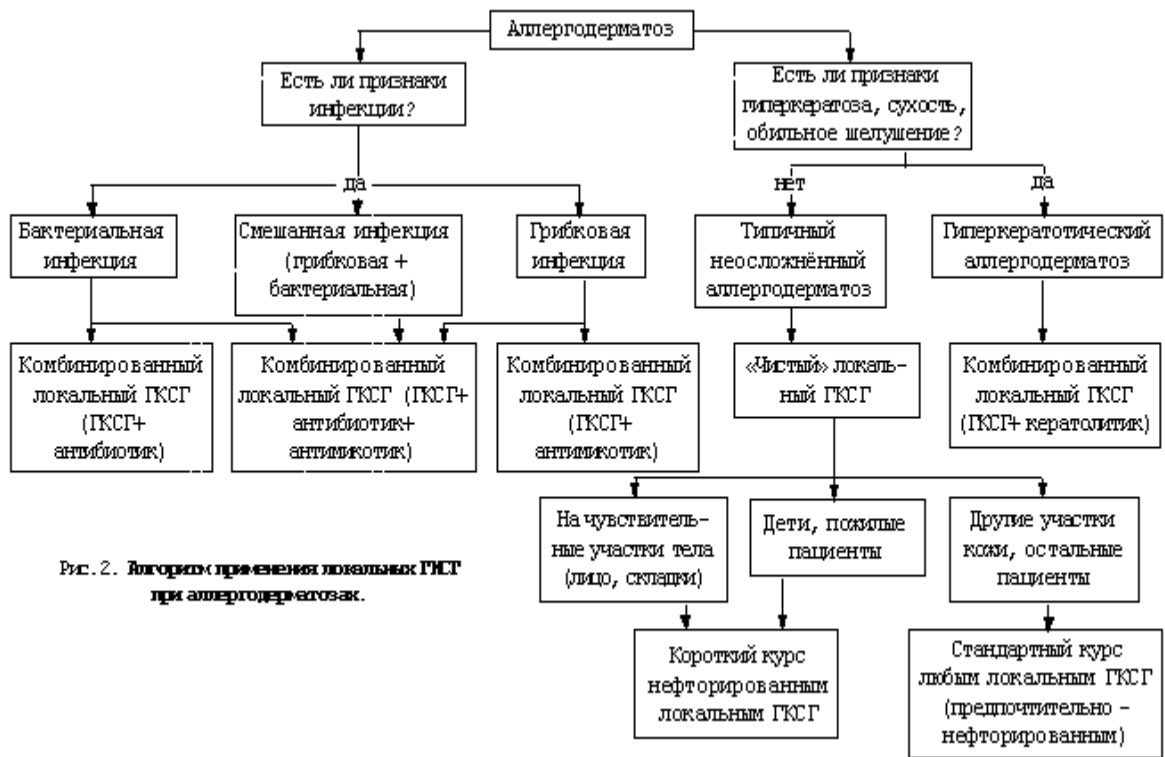 Аллергодерматоз
Есть ли признаки
инфекции?
Есть ли признаки
гиперкератоза, сухость,
обильное шелушение?
да
нет
да
Бактериальная
инфекция
Смешанная инфекция
(грибковая +
бактериальная)
Грибковая
инфекция
Типичный
неосложнённый
аллергодерматоз
Гиперкератотический
аллергодерматоз
Комбинированный
локальный ГКСГ
(ГКСГ+
антибиотик)
Комбинированный
локальный ГКСГ (ГКСГ+
антибиотик+
антимикотик)
Комбинированный
локальный ГКСГ
(ГКСГ+
антимикотик)
«Чистый» локаль-
ный ГКСГ
Комбинированный
локальный ГКСГ
(ГКСГ+ кератолитик)
На чувствитель-
ные участки тела
(лицо, складки)
Дети, пожилые
пациенты
Другие участки
кожи, остальные
пациенты
Короткий курс
нефторированным
локальным ГКСГ
Стандартный курс
любым локальным ГКСГ
(предпочтительно -
нефторированным)
Рис.2. Алгоритм применения локальных ГКСГ
при аллергодерматозах.